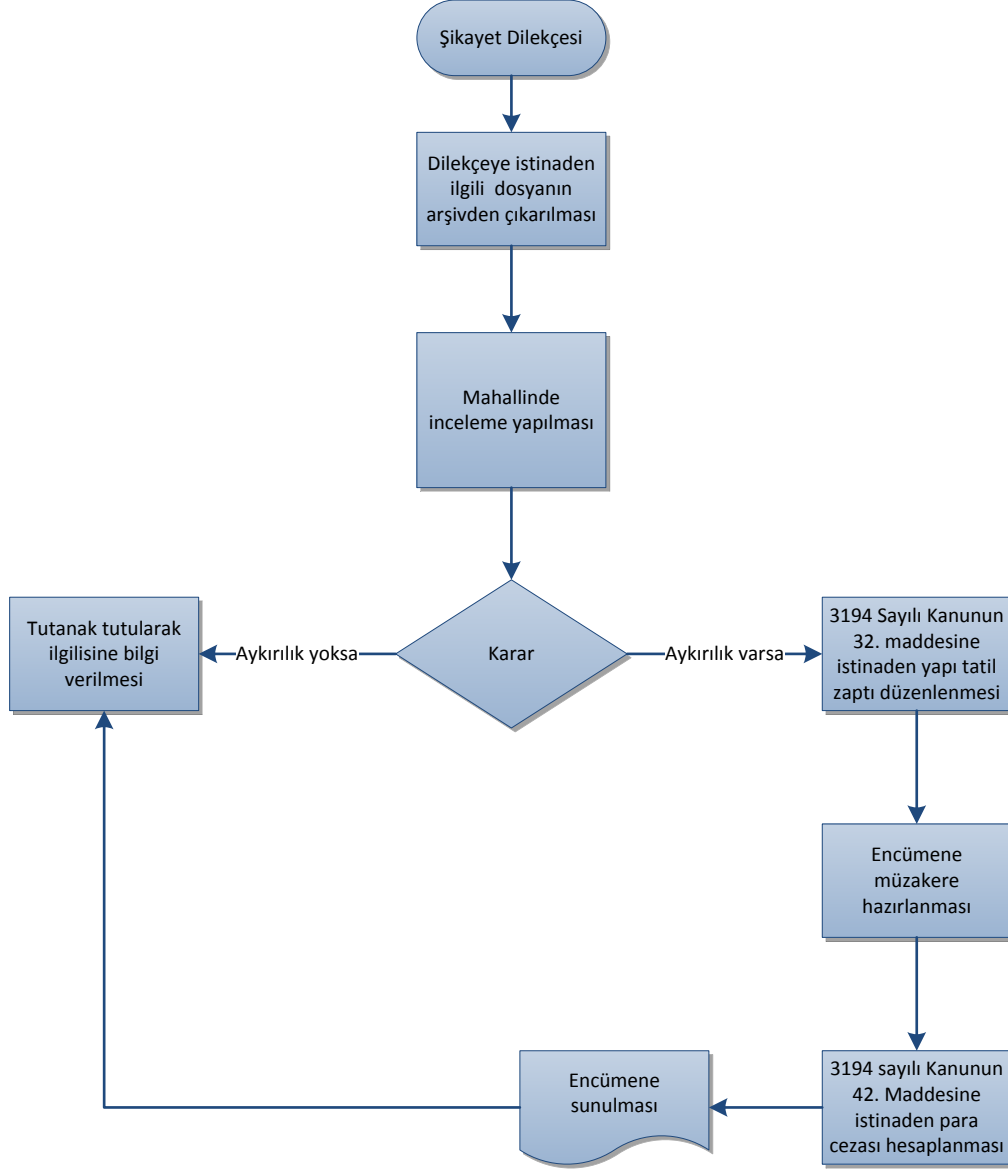 Şikayet Dilekçesi
Dilekçeye istinaden
ilgili dosyanın
arşivden çıkarılması
Mahallinde
inceleme yapılması
Tutanak tutularak
ilgilisine bilgi
verilmesi
Aykırılık yoksa
Karar
Aykırılık varsa
3194 Sayılı Kanunun
32. maddesine
istinaden yapı tatil
zaptı düzenlenmesi
Encümene
müzakere
hazırlanması
3194 sayılı Kanunun
42. Maddesine
istinaden para
cezası hesaplanması
Encümene
sunulması